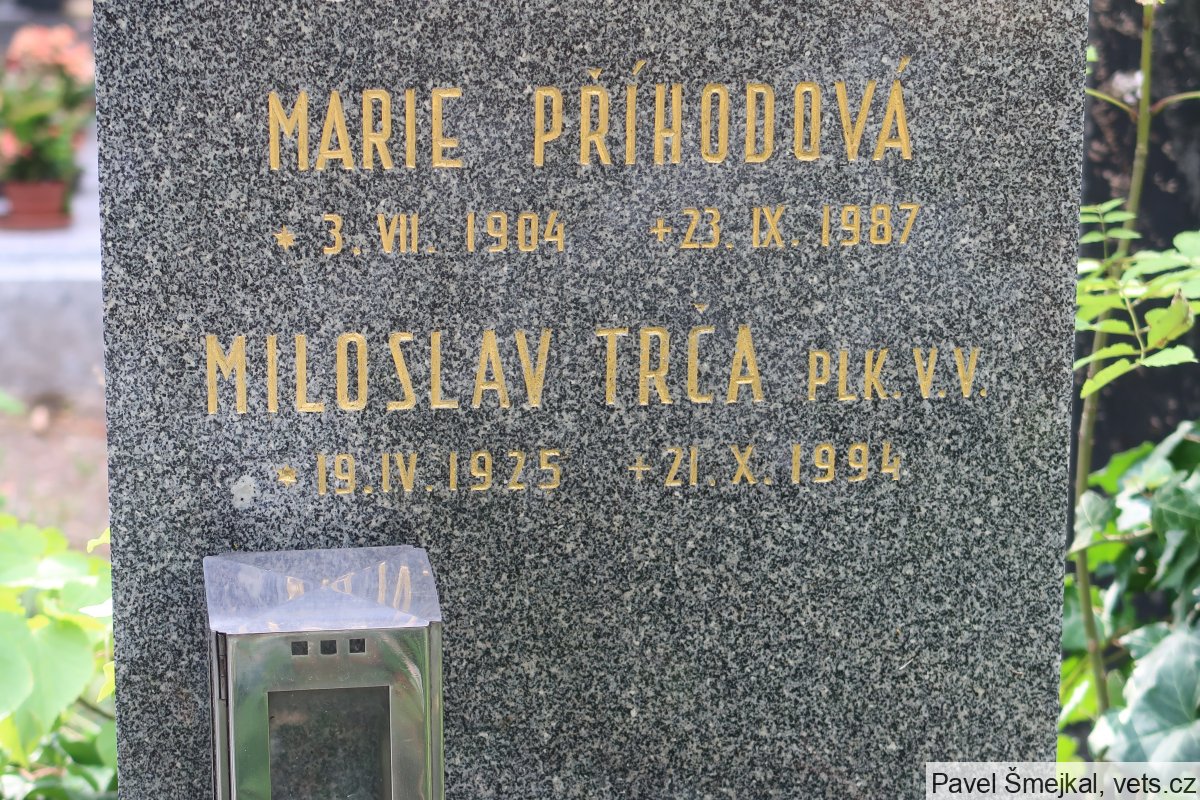 MARIE PŘÍHODOVÁ
* 3. VII. 1904 +23. IX. 1987
MILOSLAV TRČA PLK. V.V.
* 19. IV. 1925 +21. X. 1994
Pavel Šmejkal, vets.cz